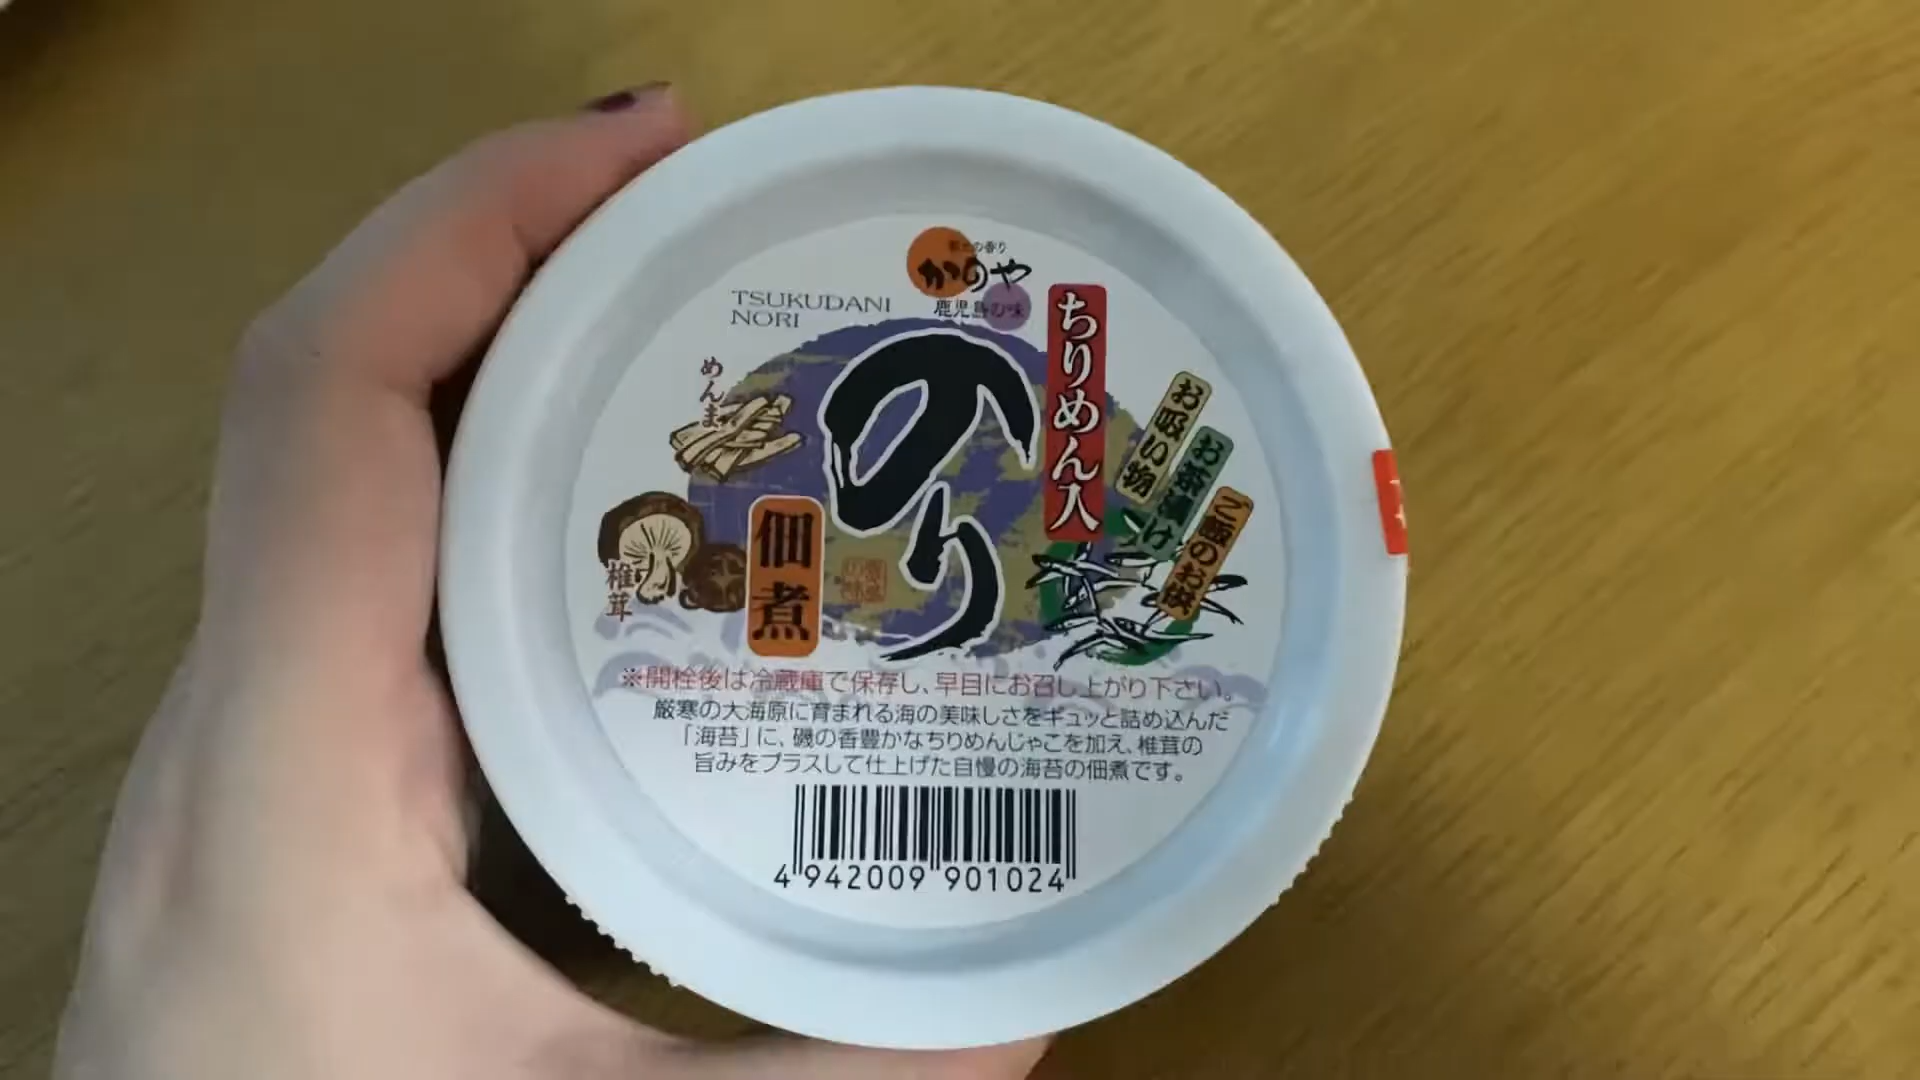 かのや
鹿児島の味
TSUKUDANI
NORI
ちりめん入
のり
佃煮
めんま
椎茸
お吸い物
お茶漬け
ご飯のお供
※開栓後は冷蔵庫で保存し、早目にお召し上がり下さい。
厳寒の大海原に育まれる海の美味しさをギュッと詰め込んだ
「海苔」に、磯の香豊かなちりめんじゃこを加え、椎茸の
旨みをプラスして仕上げた自慢の海苔の佃煮です。
4942009901024